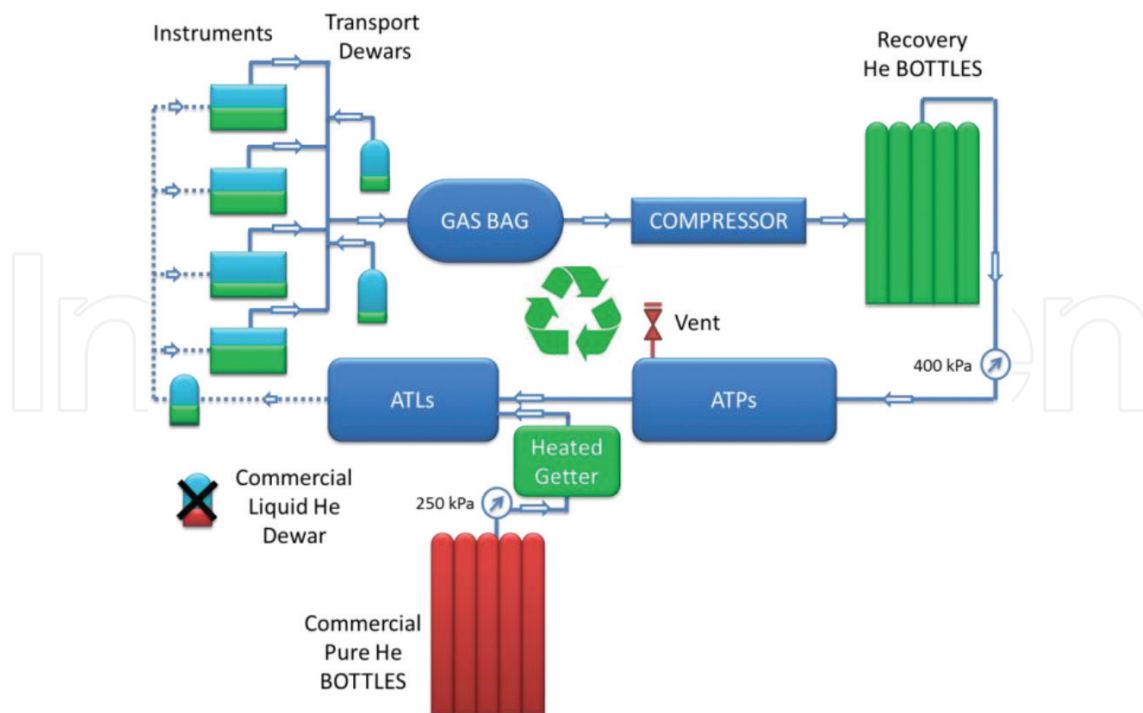 Instruments
Transport
Dewars
Recovery
He BOTTLES
GAS BAG
COMPRESSOR
Vent
400 kPa
ATLs
ATPs
Heated
Getter
250 kPa
Commercial
Liquid He
Dewar
Commercial
Pure He
BOTTLES